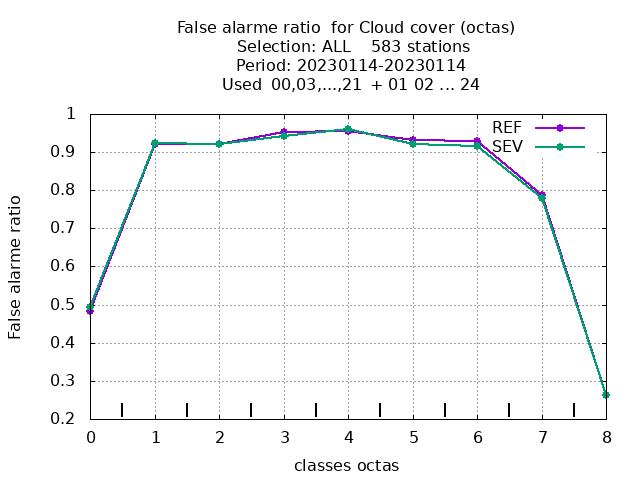 False alarme ratio  for Cloud cover (octas)
Selection: ALL    583 stations
Period: 20230114-20230114
Used  00,03,...,21  + 01 02 ... 24
REF
SEV
False alarme ratio
1
0.9
0.8
0.7
0.6
0.5
0.4
0.3
0.2
0 1 2 3 4 5 6 7 8
classes octas